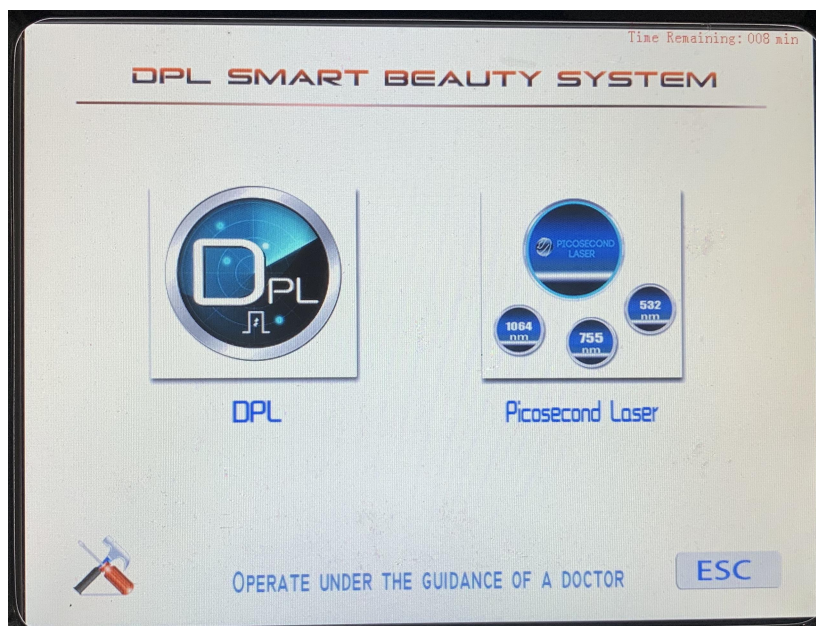 Time Remaining: 008 min
DPL SMART BEAUTY SYSTEM
DPL
PICOSECOND
LASER
1064
nm
755
nm
532
nm
DPL
Picosecond Laser
OPERATE UNDER THE GUIDANCE OF A DOCTOR
ESC